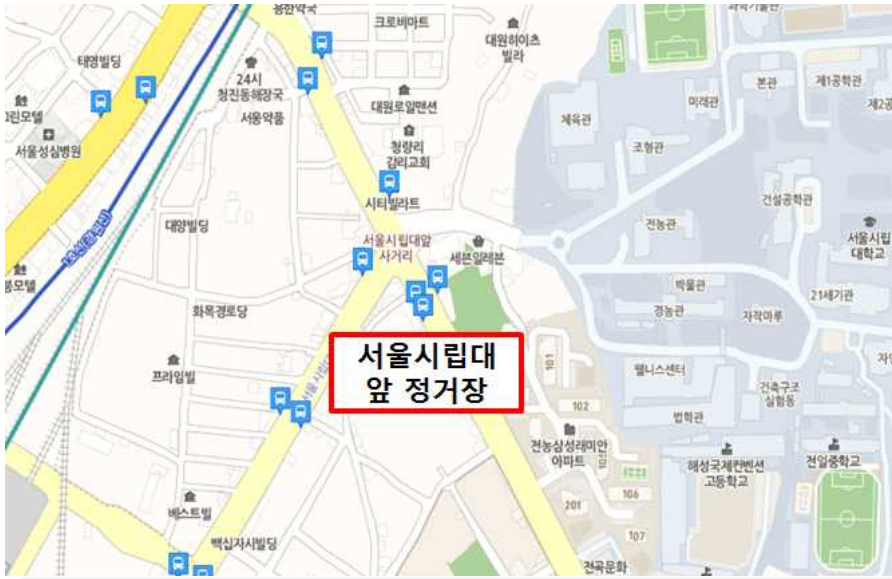 용한약국
크로바마트
대원하이츠
빌라
태영빌딩
24시
청진동해장국
서웅약품
대원로얄맨션
청량리
감리교회
서울성심병원
시티빌라트
체육관
미래관
본관
제1공학관
조형관
건설공학관
전농관
대양빌딩
서울시립대앞
사거리
세븐일레븐
서울시립
대학교
박물관
21세기관
경농관
자작마루
화목경로당
프라임빌
서울시립대
앞 정거장
웰니스센터
건축구조
실험동
법학관
101
102
103
전농삼성래미안
아파트
해성국제컨벤션
고등학교
전일중학교
106
201
107
베스트빌
백십자사빌딩
전곡문화